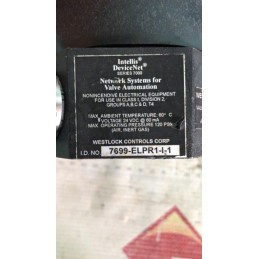 Intellis®
DeviceNet®
SERIES 7600
Network Systems for
Valve Automation
NONINCENDIVE ELECTRICAL EQUIPMENT
FOR USE IN CLASS I, DIVISION 2,
GROUPS A,B,C & D, T4
MAX. AMBIENT TEMPERATURE 60° C
VOLTAGE 24 VDC @ 60 mA
MAX. OPERATING PRESSURE 120 PSI
(AIR, INERT GAS)
WESTLOCK CONTROLS CORP
I.D. NO 7699-ELPR1-I-1